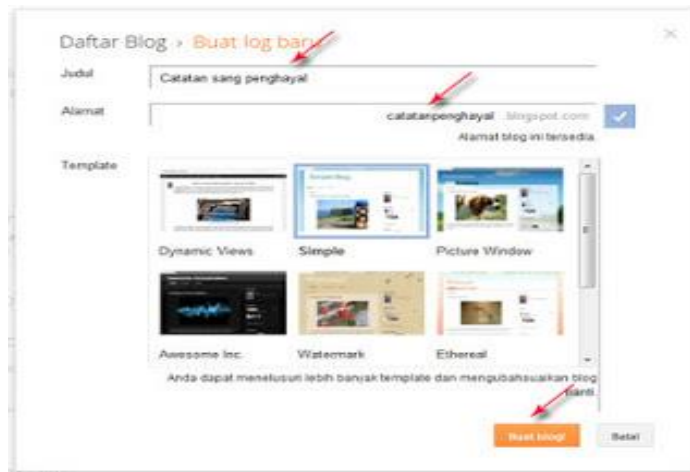 Daftar Blog › Buat log baru
Judul
Catatan sang penghayal
Alamat
catatanpenghayal .blogspot.com
Alamat blog ini tersedia.
Template
Dynamic Views
Simple
Picture Window
Awesome Inc.
Watermark
Ethereal
Anda dapat menelusuri lebih banyak template dan mengubahsuaikan blog
nanti.
Buat blog!
Batal